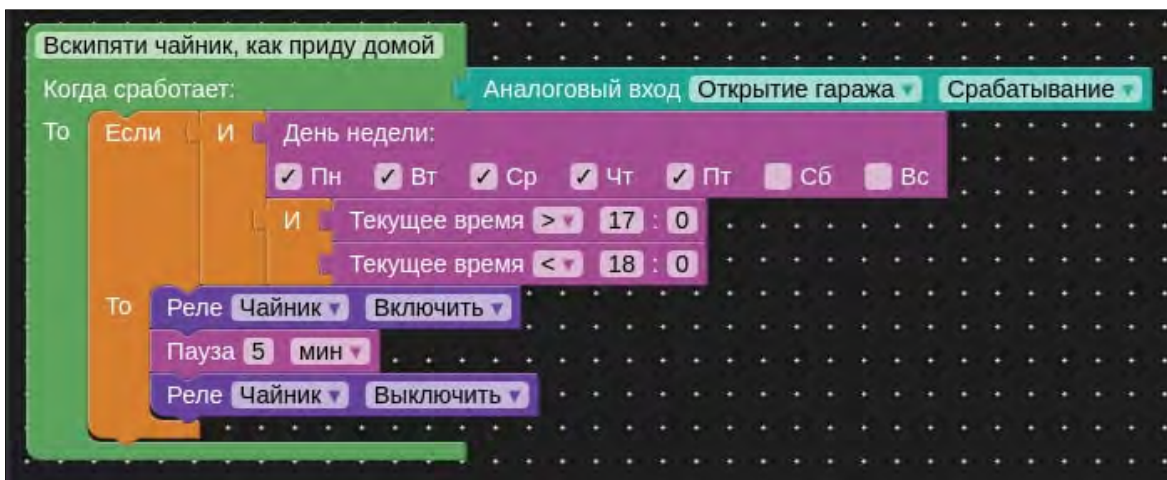 Вскипяти чайник, как приду домой
Когда сработает: Аналоговый вход Открытие гаража Срабатывание
То Если И День недели:
Пн Вт Ср Чт Пт Сб Вс
И Текущее время > 17 : 0
Текущее время < 18 : 0
То Реле Чайник Включить
Пауза 5 мин
Реле Чайник Выключить